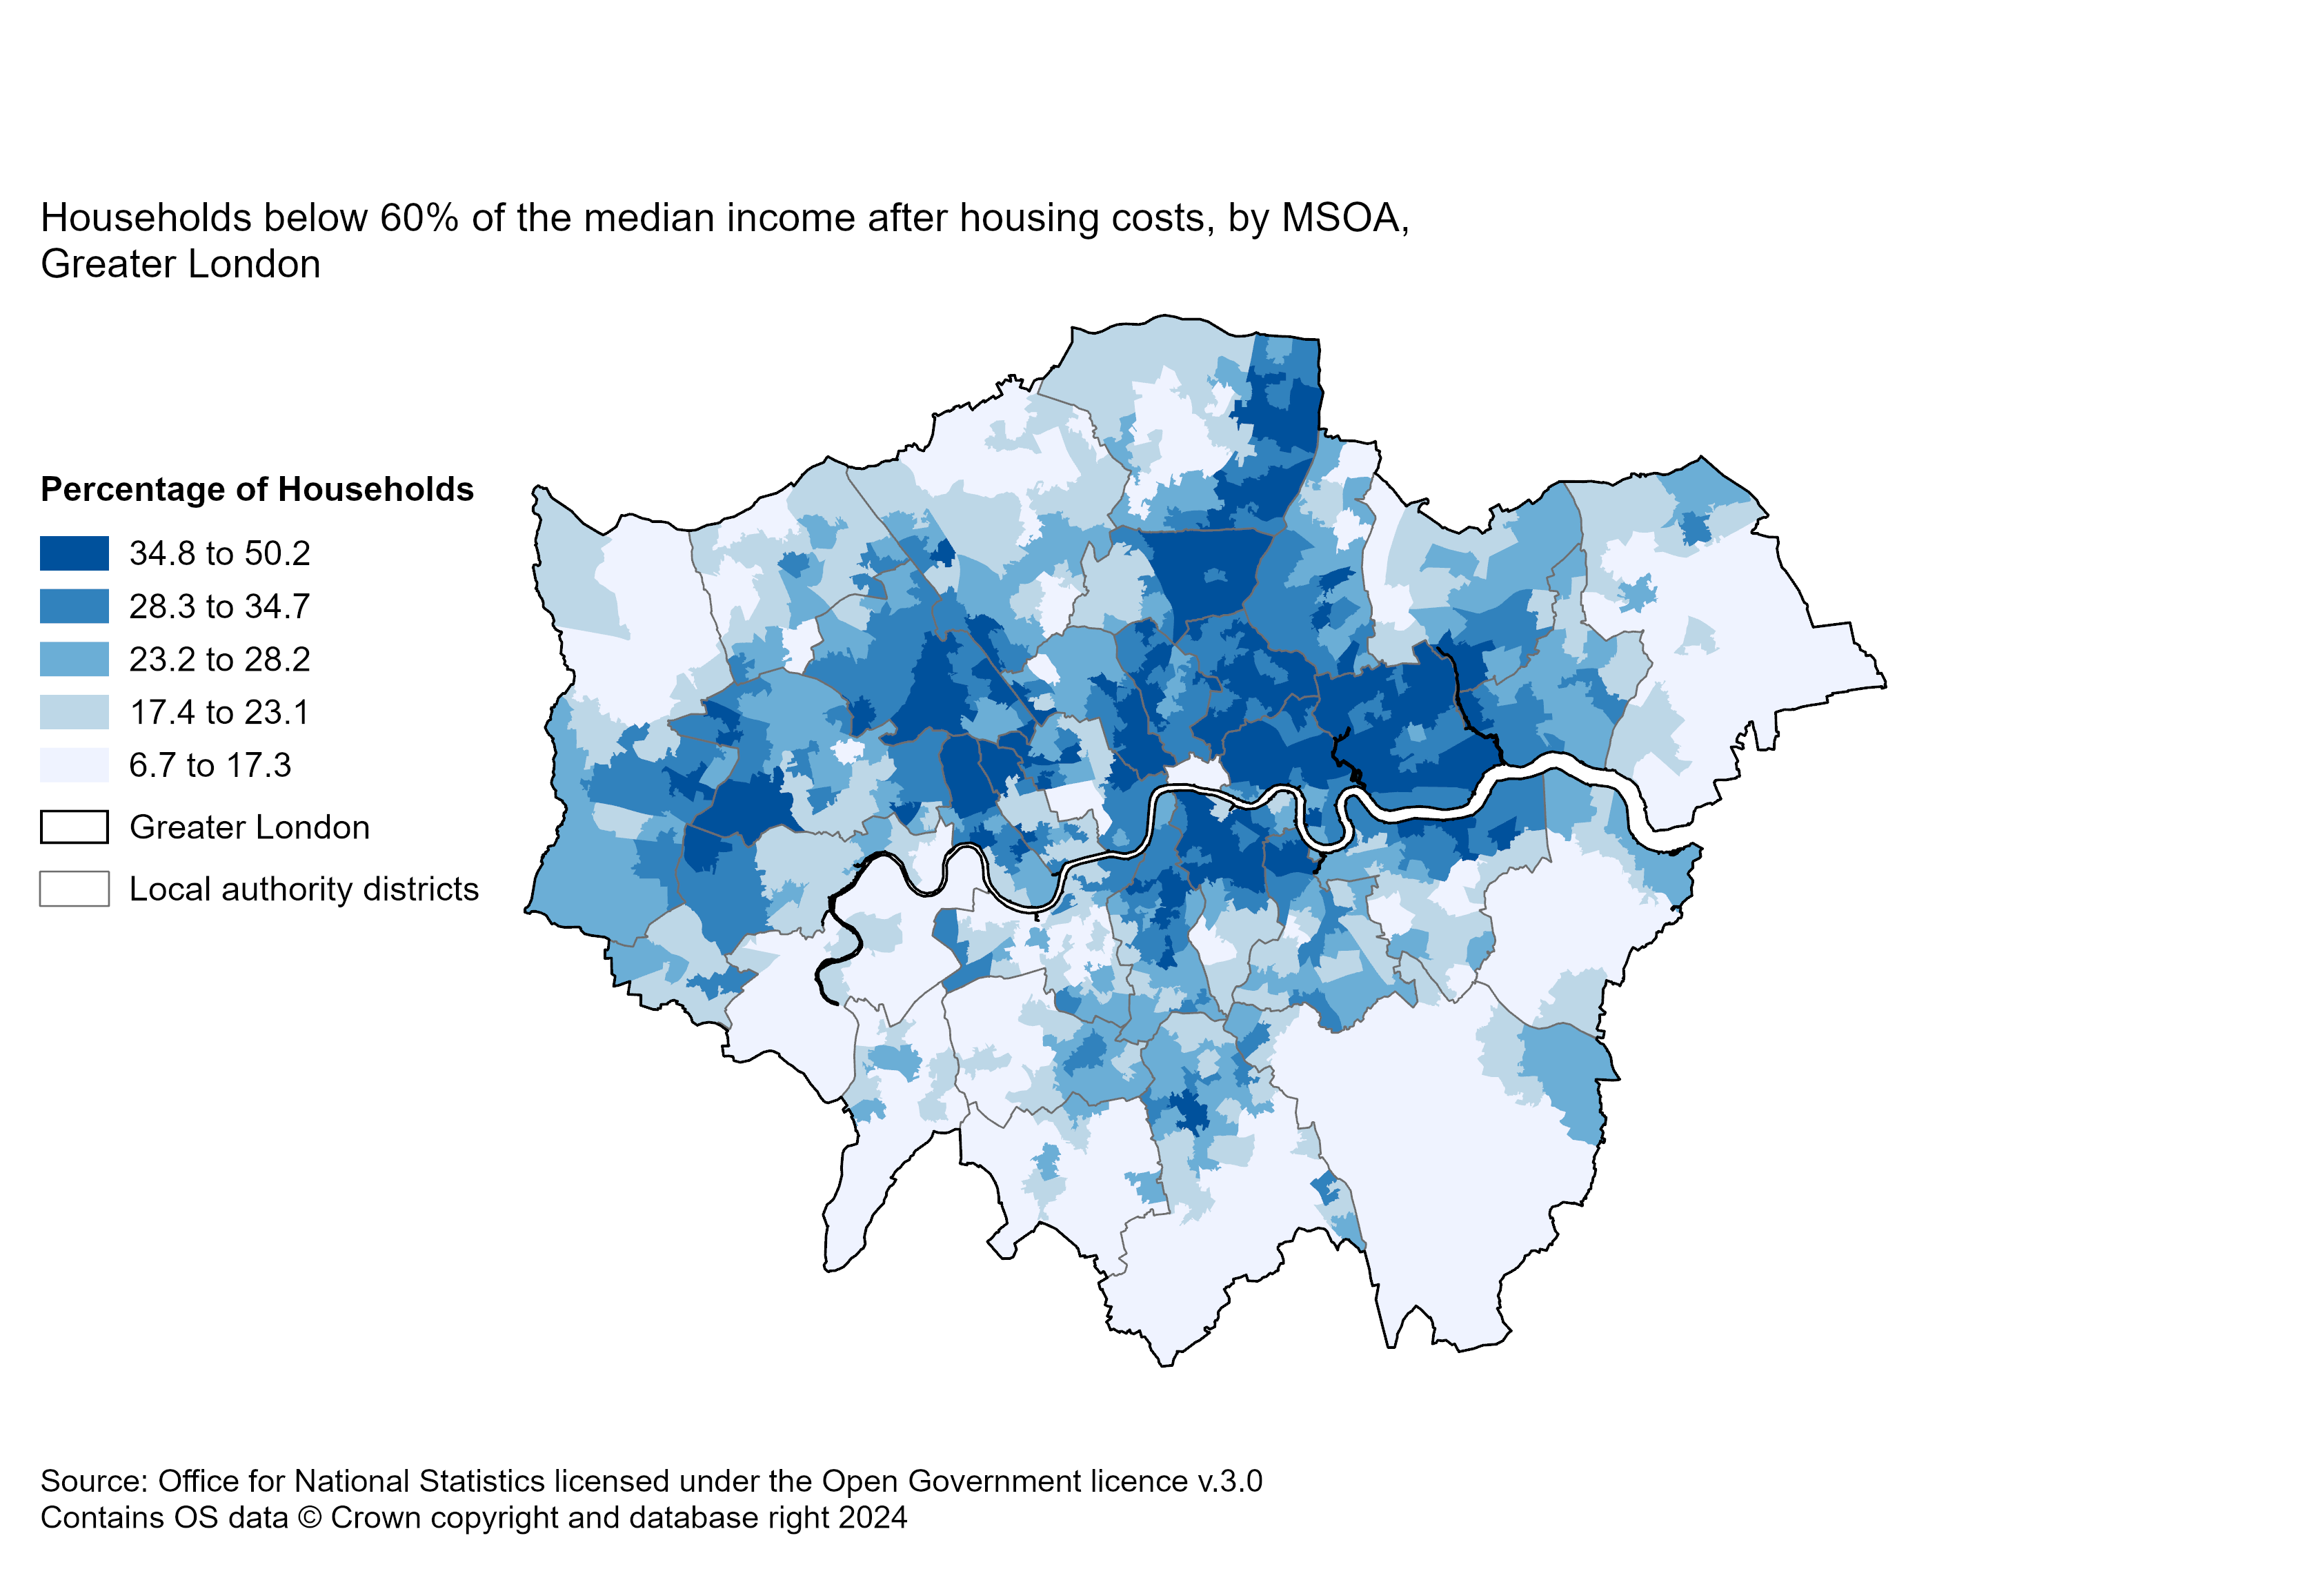 Households below 60% of the median income after housing costs, by MSOA,
Greater London
Percentage of Households
34.8 to 50.2
28.3 to 34.7
23.2 to 28.2
17.4 to 23.1
6.7 to 17.3
Greater London
Local authority districts
Source: Office for National Statistics licensed under the Open Government licence v.3.0
Contains OS data © Crown copyright and database right 2024